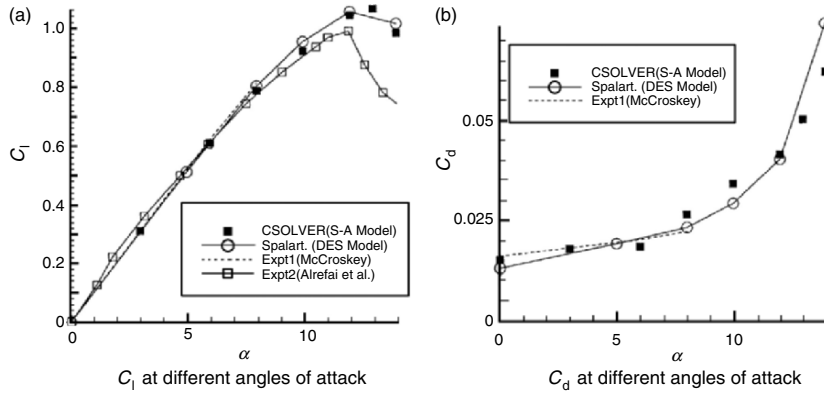 (a)
C_l
1.0
0.8
0.6
0.4
0.2
0
0
5
10
α
CSOLVER(S-A Model)
Spalart. (DES Model)
Expt1(McCroskey)
Expt2(Alrefai et al.)
C_l at different angles of attack
(b)
C_d
0.05
0.025
0
0
5
10
α
CSOLVER(S-A Model)
Spalart. (DES Model)
Expt1(McCroskey)
C_d at different angles of attack